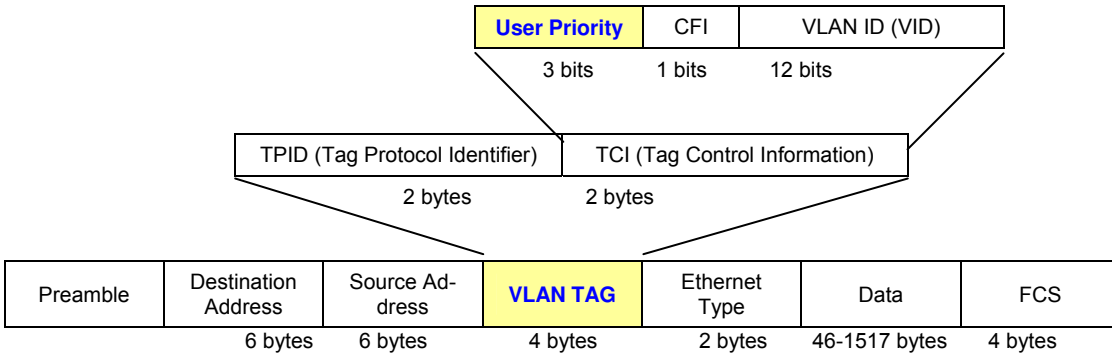 User Priority CFI VLAN ID (VID)
3 bits 1 bits 12 bits
TPID (Tag Protocol Identifier) TCI (Tag Control Information)
2 bytes 2 bytes
Preamble
Destination
Address
Source Ad-
dress
VLAN TAG
Ethernet
Type
Data
FCS
6 bytes 6 bytes 4 bytes 2 bytes 46-1517 bytes 4 bytes